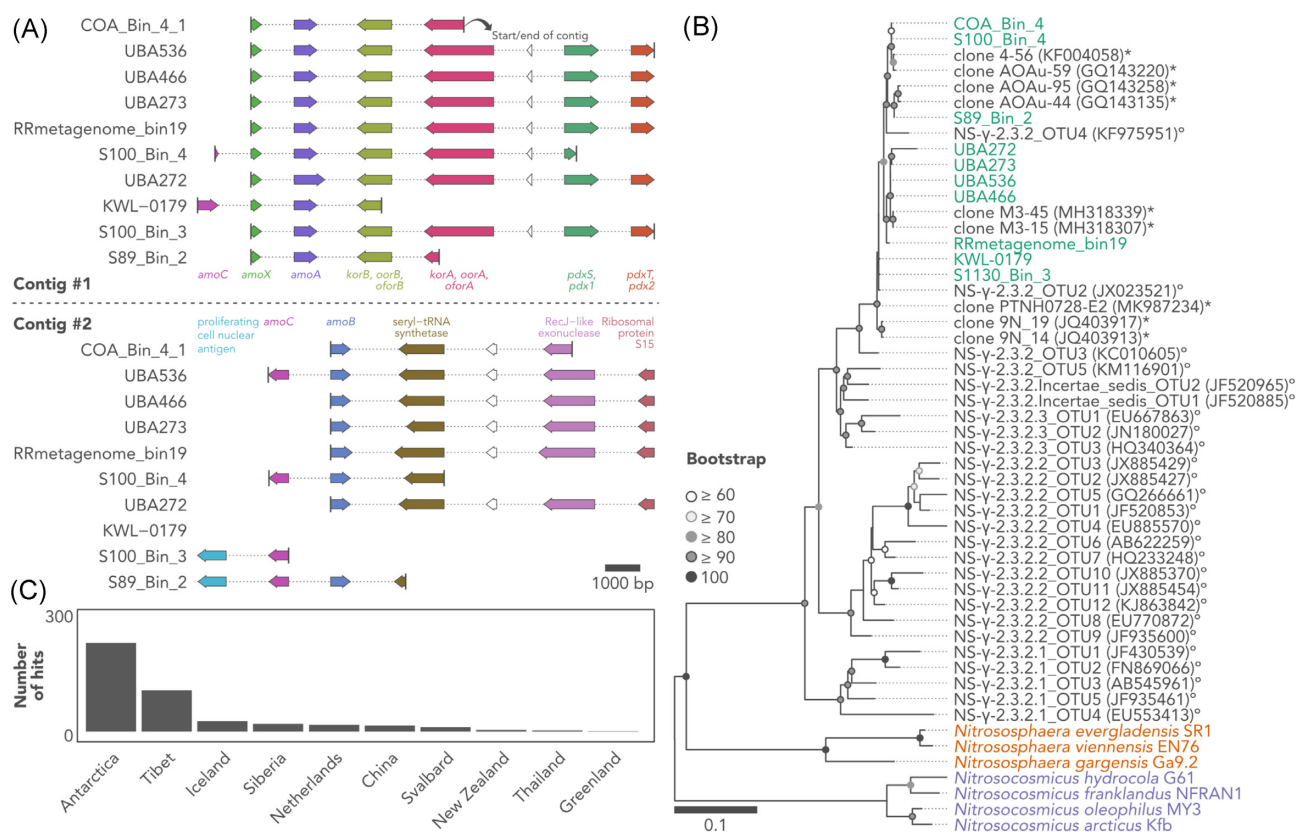 (A)
COA_Bin_4_1
Start/end of contig
UBA536
UBA466
UBA273
RRmetagenome_bin19
S100_Bin_4
UBA272
KWL-0179
S100_Bin_3
S89_Bin_2
amoC
amoX
amoA
korB, oorB,
oforB
korA, oorA,
oforA
pdxS,
pdx1
pdxT,
pdx2
Contig #1
Contig #2
proliferating
cell nuclear
antigen
amoC
amoB
seryl-tRNA
synthetase
RecJ-like
exonuclease
Ribosomal
protein
S15
COA_Bin_4_1
UBA536
UBA466
UBA273
RRmetagenome_bin19
S100_Bin_4
UBA272
KWL-0179
S100_Bin_3
S89_Bin_2
1000 bp
(B)
COA_Bin_4
S100_Bin_4
clone 4-56 (KF004058)*
clone AOAu-59 (GQ143220)*
clone AOAu-95 (GQ143258)*
clone AOAu-44 (GQ143135)*
S89_Bin_2
NS-γ-2.3.2_OTU4 (KF975951)º
UBA272
UBA273
UBA536
UBA466
clone M3-45 (MH318339)*
clone M3-15 (MH318307)*
RRmetagenome_bin19
KWL-0179
S1130_Bin_3
NS-γ-2.3.2_OTU2 (JX023521)º
clone PTNH0728-E2 (MK987234)*
clone 9N_19 (JQ403917)*
clone 9N_14 (JQ403913)*
NS-γ-2.3.2_OTU3 (KC010605)º
NS-γ-2.3.2_OTU5 (KM116901)º
NS-γ-2.3.2.Incertae_sedis_OTU2 (JF520965)º
NS-γ-2.3.2.Incertae_sedis_OTU1 (JF520885)º
NS-γ-2.3.2.3_OTU1 (EU667863)º
NS-γ-2.3.2.3_OTU2 (JN180027)º
NS-γ-2.3.2.3_OTU3 (HQ340364)º
NS-γ-2.3.2.2_OTU3 (JX885429)º
NS-γ-2.3.2.2_OTU2 (JX885427)º
NS-γ-2.3.2.2_OTU5 (GQ266661)º
NS-γ-2.3.2.2_OTU1 (JF520853)º
NS-γ-2.3.2.2_OTU4 (EU885570)º
NS-γ-2.3.2.2_OTU6 (AB622259)º
NS-γ-2.3.2.2_OTU7 (HQ233248)º
NS-γ-2.3.2.2_OTU10 (JX885370)º
NS-γ-2.3.2.2_OTU11 (JX885454)º
NS-γ-2.3.2.2_OTU12 (KJ863842)º
NS-γ-2.3.2.2_OTU8 (EU770872)º
NS-γ-2.3.2.2_OTU9 (JF935600)º
NS-γ-2.3.2.1_OTU1 (JF430539)º
NS-γ-2.3.2.1_OTU2 (FN869066)º
NS-γ-2.3.2.1_OTU3 (AB545961)º
NS-γ-2.3.2.1_OTU5 (JF935461)º
NS-γ-2.3.2.1_OTU4 (EU553413)º
Nitrososphaera evergladensis SR1
Nitrososphaera viennensis EN76
Nitrososphaera gargensis Ga9.2
Nitrosocosmicus hydrocola G61
Nitrosocosmicus franklandus NFRAN1
Nitrosocosmicus oleophilus MY3
Nitrosocosmicus arcticus Kfb
Bootstrap
≥ 60
≥ 70
≥ 80
≥ 90
100
0.1
(C)
Number
of hits
300
0
Antarctica
Tibet
Iceland
Siberia
Netherlands
China
Svalbard
New Zealand
Thailand
Greenland